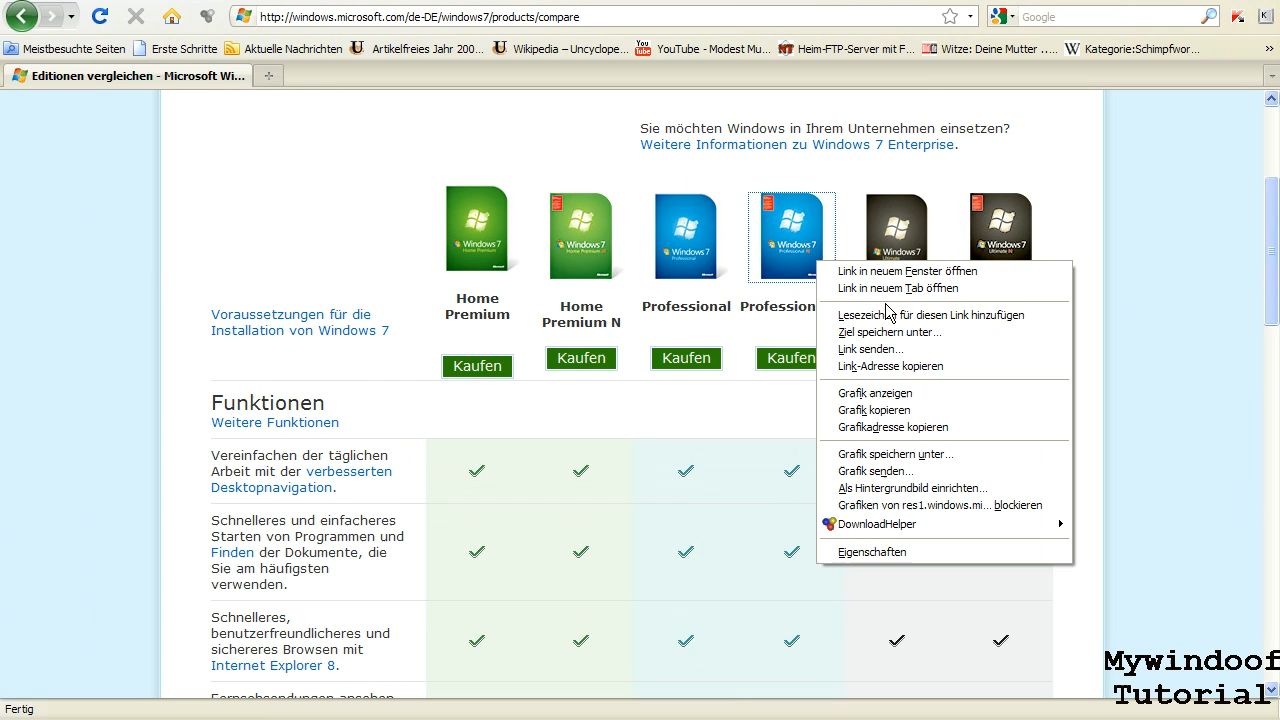 http://windows.microsoft.com/de-DE/windows7/products/compare
Google
Meistbesuchte Seiten
Erste Schritte
Aktuelle Nachrichten
Artikelfreies Jahr 200...
Wikipedia – Uncyclope...
YouTube - Modest Mu...
Heim-FTP-Server mit F...
Witze: Deine Mutter ....
Kategorie:Schimpfwor...
Editionen vergleichen - Microsoft Wi...
Sie möchten Windows in Ihrem Unternehmen einsetzen?
Weitere Informationen zu Windows 7 Enterprise.
Voraussetzungen für die
Installation von Windows 7
Home
Premium
Home
Premium N
Professional
Profession
Kaufen
Kaufen
Kaufen
Kaufen
Link in neuem Fenster öffnen
Link in neuem Tab öffnen
Lesezeichen für diesen Link hinzufügen
Ziel speichern unter...
Link senden...
Link-Adresse kopieren
Grafik anzeigen
Grafik kopieren
Grafikadresse kopieren
Grafik speichern unter...
Grafik senden...
Als Hintergrundbild einrichten...
Grafiken von res1.windows.mi... blockieren
DownloadHelper
Eigenschaften
Funktionen
Weitere Funktionen
Vereinfachen der täglichen
Arbeit mit der verbesserten
Desktopnavigation.
Schnelleres und einfacheres
Starten von Programmen und
Finden der Dokumente, die
Sie am häufigsten
verwenden.
Schnelleres,
benutzerfreundlicheres und
sichereres Browsen mit
Internet Explorer 8.
Fernsehsendungen ansehen
Mywindoof
Tutorial
Fertig